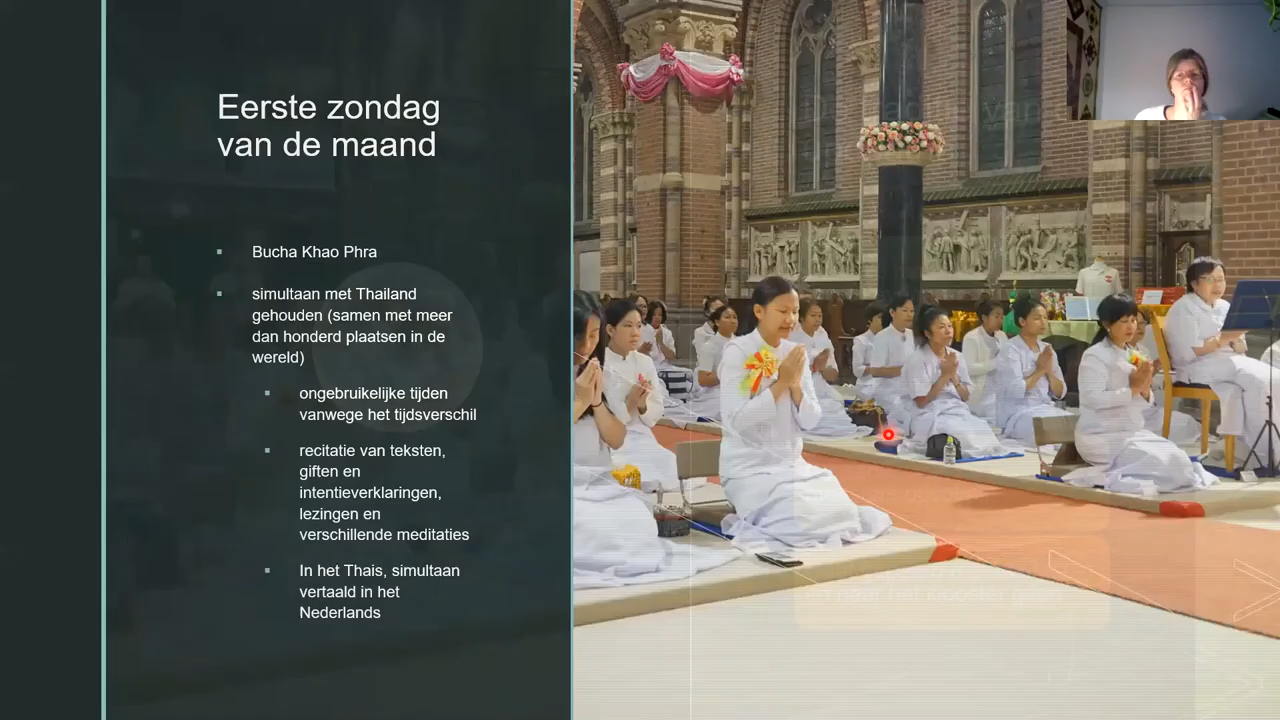 Eerste zondag
van de maand
Bucha Khao Phra
simultaan met Thailand
gehouden (samen met meer
dan honderd plaatsen in de
wereld)
ongebruikelijke tijden
vanwege het tijdsverschil
recitatie van teksten,
giften en
intentieverklaringen,
lezingen en
verschillende meditaties
In het Thais, simultaan
vertaald in het
Nederlands